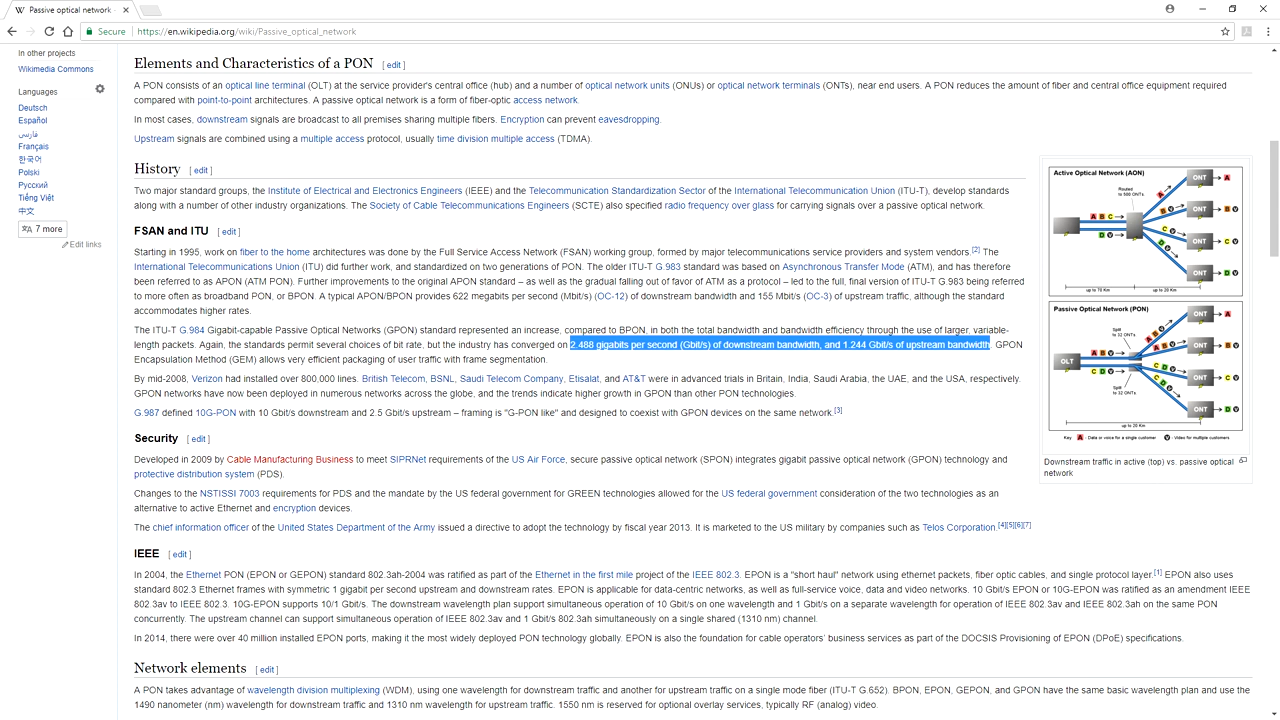 Passive optical network -
Secure
https://en.wikipedia.org/wiki/Passive_optical_network
In other projects
Wikimedia Commons
Languages
Deutsch
Español
فارسی
Français
한국어
Polski
Русский
Tiếng Việt
中文
7 more
Edit links
Elements and Characteristics of a PON [ edit ]
A PON consists of an optical line terminal (OLT) at the service provider's central office (hub) and a number of optical network units (ONUs) or optical network terminals (ONTs), near end users. A PON reduces the amount of fiber and central office equipment required
compared with point-to-point architectures. A passive optical network is a form of fiber-optic access network.
In most cases, downstream signals are broadcast to all premises sharing multiple fibers. Encryption can prevent eavesdropping.
Upstream signals are combined using a multiple access protocol, usually time division multiple access (TDMA).
History [ edit ]
Two major standard groups, the Institute of Electrical and Electronics Engineers (IEEE) and the Telecommunication Standardization Sector of the International Telecommunication Union (ITU-T), develop standards
along with a number of other industry organizations. The Society of Cable Telecommunications Engineers (SCTE) also specified radio frequency over glass for carrying signals over a passive optical network.
FSAN and ITU [ edit ]
Starting in 1995, work on fiber to the home architectures was done by the Full Service Access Network (FSAN) working group, formed by major telecommunications service providers and system vendors.[2] The
International Telecommunications Union (ITU) did further work, and standardized on two generations of PON. The older ITU-T G.983 standard was based on Asynchronous Transfer Mode (ATM), and has therefore
been referred to as APON (ATM PON). Further improvements to the original APON standard – as well as the gradual falling out of favor of ATM as a protocol – led to the full, final version of ITU-T G.983 being referred
to more often as broadband PON, or BPON. A typical APON/BPON provides 622 megabits per second (Mbit/s) (OC-12) of downstream bandwidth and 155 Mbit/s (OC-3) of upstream traffic, although the standard
accommodates higher rates.
The ITU-T G.984 Gigabit-capable Passive Optical Networks (GPON) standard represented an increase, compared to BPON, in both the total bandwidth and bandwidth efficiency through the use of larger, variable-
length packets. Again, the standards permit several choices of bit rate, but the industry has converged on 2.488 gigabits per second (Gbit/s) of downstream bandwidth, and 1.244 Gbit/s of upstream bandwidth. GPON
Encapsulation Method (GEM) allows very efficient packaging of user traffic with frame segmentation.
By mid-2008, Verizon had installed over 800,000 lines. British Telecom, BSNL, Saudi Telecom Company, Etisalat, and AT&T were in advanced trials in Britain, India, Saudi Arabia, the UAE, and the USA, respectively.
GPON networks have now been deployed in numerous networks across the globe, and the trends indicate higher growth in GPON than other PON technologies.
G.987 defined 10G-PON with 10 Gbit/s downstream and 2.5 Gbit/s upstream – framing is "G-PON like" and designed to coexist with GPON devices on the same network.[3]
Security [ edit ]
Developed in 2009 by Cable Manufacturing Business to meet SIPRNet requirements of the US Air Force, secure passive optical network (SPON) integrates gigabit passive optical network (GPON) technology and
protective distribution system (PDS).
Changes to the NSTISSI 7003 requirements for PDS and the mandate by the US federal government for GREEN technologies allowed for the US federal government consideration of the two technologies as an
alternative to active Ethernet and encryption devices.
The chief information officer of the United States Department of the Army issued a directive to adopt the technology by fiscal year 2013. It is marketed to the US military by companies such as Telos Corporation.[4][5][6][7]
IEEE [ edit ]
In 2004, the Ethernet PON (EPON or GEPON) standard 802.3ah-2004 was ratified as part of the Ethernet in the first mile project of the IEEE 802.3. EPON is a "short haul" network using ethernet packets, fiber optic cables, and single protocol layer.[1] EPON also uses
standard 802.3 Ethernet frames with symmetric 1 gigabit per second upstream and downstream rates. EPON is applicable for data-centric networks, as well as full-service voice, data and video networks. 10 Gbit/s EPON or 10G-EPON was ratified as an amendment IEEE
802.3av to IEEE 802.3. 10G-EPON supports 10/1 Gbit/s. The downstream wavelength plan support simultaneous operation of 10 Gbit/s on one wavelength and 1 Gbit/s on a separate wavelength for operation of IEEE 802.3av and IEEE 802.3ah on the same PON
concurrently. The upstream channel can support simultaneous operation of IEEE 802.3av and 1 Gbit/s 802.3ah simultaneously on a single shared (1310 nm) channel.
In 2014, there were over 40 million installed EPON ports, making it the most widely deployed PON technology globally. EPON is also the foundation for cable operators' business services as part of the DOCSIS Provisioning of EPON (DPoE) specifications.
Network elements [ edit ]
A PON takes advantage of wavelength division multiplexing (WDM), using one wavelength for downstream traffic and another for upstream traffic on a single mode fiber (ITU-T G.652). BPON, EPON, GEPON, and GPON have the same basic wavelength plan and use the
1490 nanometer (nm) wavelength for downstream traffic and 1310 nm wavelength for upstream traffic. 1550 nm is reserved for optional overlay services, typically RF (analog) video.
Active Optical Network (AON)
Routed
to 500 ONTs
A B C
D V
B
B V
C V
D V
ONT A
ONT B V
ONT C V
ONT D V
up to 70 Km
up to 20 Km
Passive Optical Network (PON)
OLT
Split
to 32 ONTs
A B V
C D V
A B V
A B V
C D V
C D V
Split
to 32 ONTs
ONT A
ONT B V
ONT C V
ONT D V
up to 20 Km
Key: A - Data or voice for a single customer V - Video for multiple customers
Downstream traffic in active (top) vs. passive optical
network